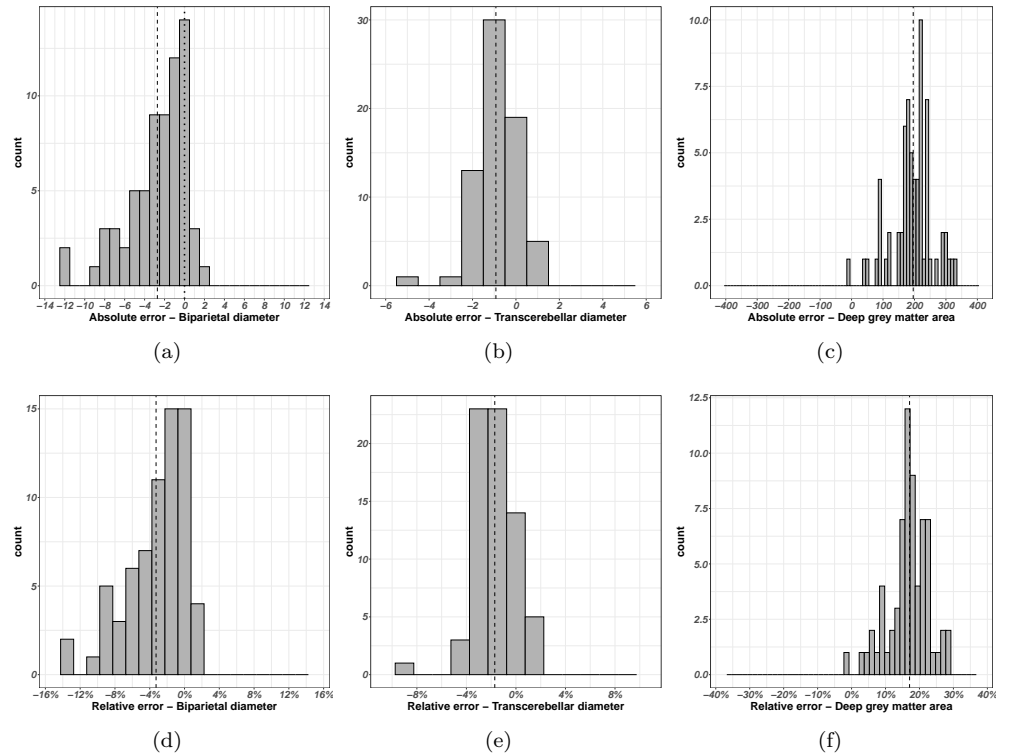 10
5
0
count
−14 −12 −10 −8 −6 −4 −2 0 2 4 6 8 10 12 14
Absolute error − Biparietal diameter
(a)
30
20
10
0
count
−6 −4 −2 0 2 4 6
Absolute error − Transcerebellar diameter
(b)
10.0
7.5
5.0
2.5
0.0
count
−400 −300 −200 −100 0 100 200 300 400
Absolute error − Deep grey matter area
(c)
15
10
5
0
count
−16% −12% −8% −4% 0% 4% 8% 12% 16%
Relative error − Biparietal diameter
(d)
20
15
10
5
0
count
−8% −4% 0% 4% 8%
Relative error − Transcerebellar diameter
(e)
12.5
10.0
7.5
5.0
2.5
0.0
count
−40% −30% −20% −10% 0% 10% 20% 30% 40%
Relative error − Deep grey matter area
(f)